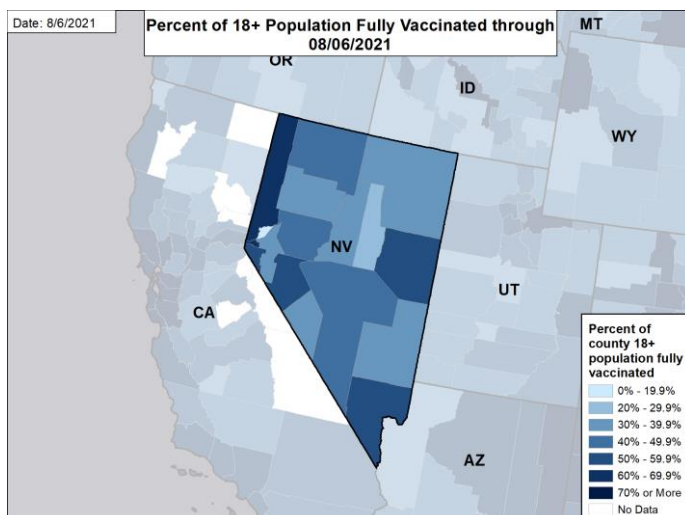 Date: 8/6/2021
Percent of 18+ Population Fully Vaccinated through
08/06/2021
MT
OR
ID
WY
NV
UT
CA
AZ
Percent of
county 18+
population fully
vaccinated
0% - 19.9%
20% - 29.9%
30% - 39.9%
40% - 49.9%
50% - 59.9%
60% - 69.9%
70% or More
No Data